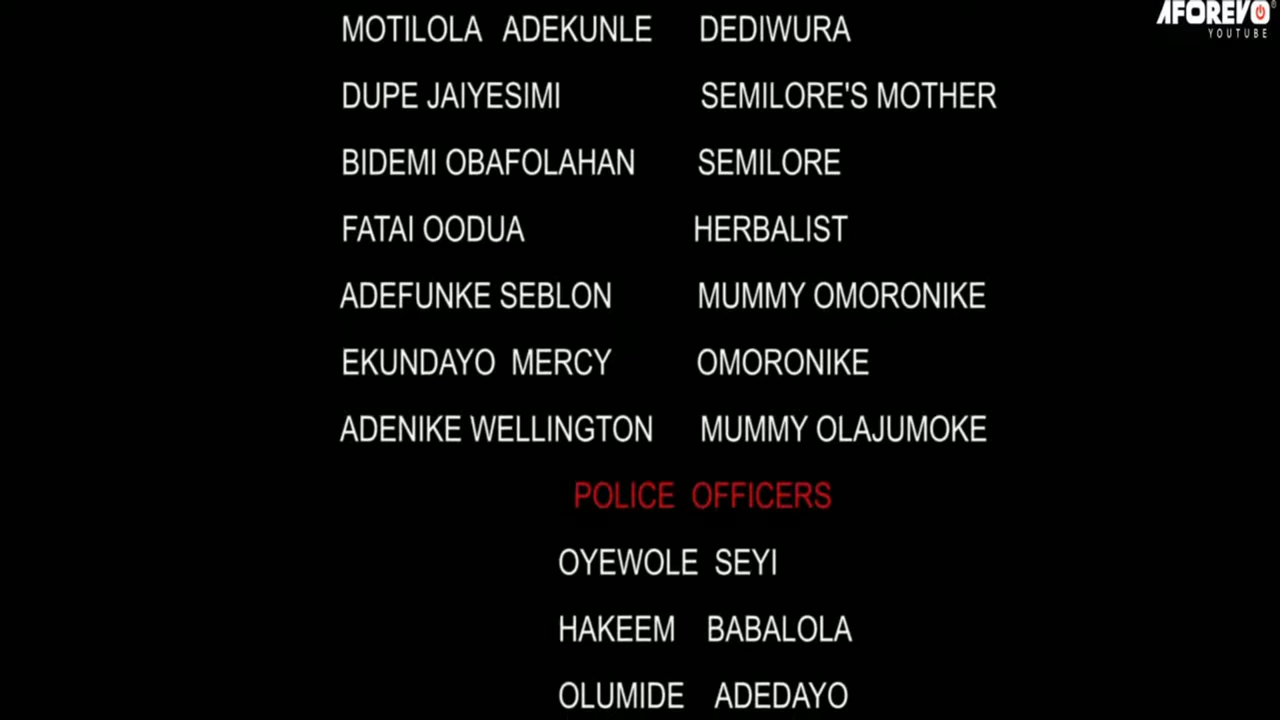 AFOREVO
YOUTUBE
MOTILOLA ADEKUNLE DEDIWURA
DUPE JAIYESIMI SEMILORE'S MOTHER
BIDEMI OBAFOLAHAN SEMILORE
FATAI OODUA HERBALIST
ADEFUNKE SEBLON MUMMY OMORONIKE
EKUNDAYO MERCY OMORONIKE
ADENIKE WELLINGTON MUMMY OLAJUMOKE
POLICE OFFICERS
OYEWOLE SEYI
HAKEEM BABALOLA
OLUMIDE ADEDAYO